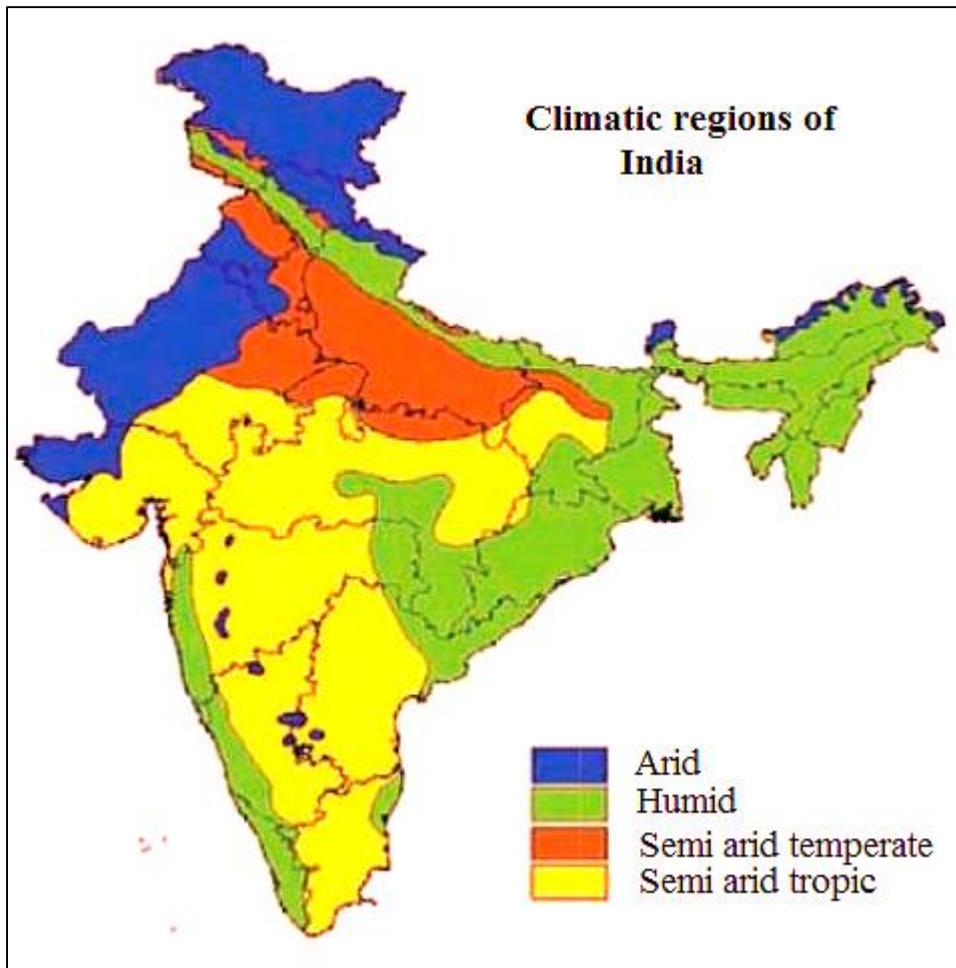 Climatic regions of
India
Arid
Humid
Semi arid temperate
Semi arid tropic